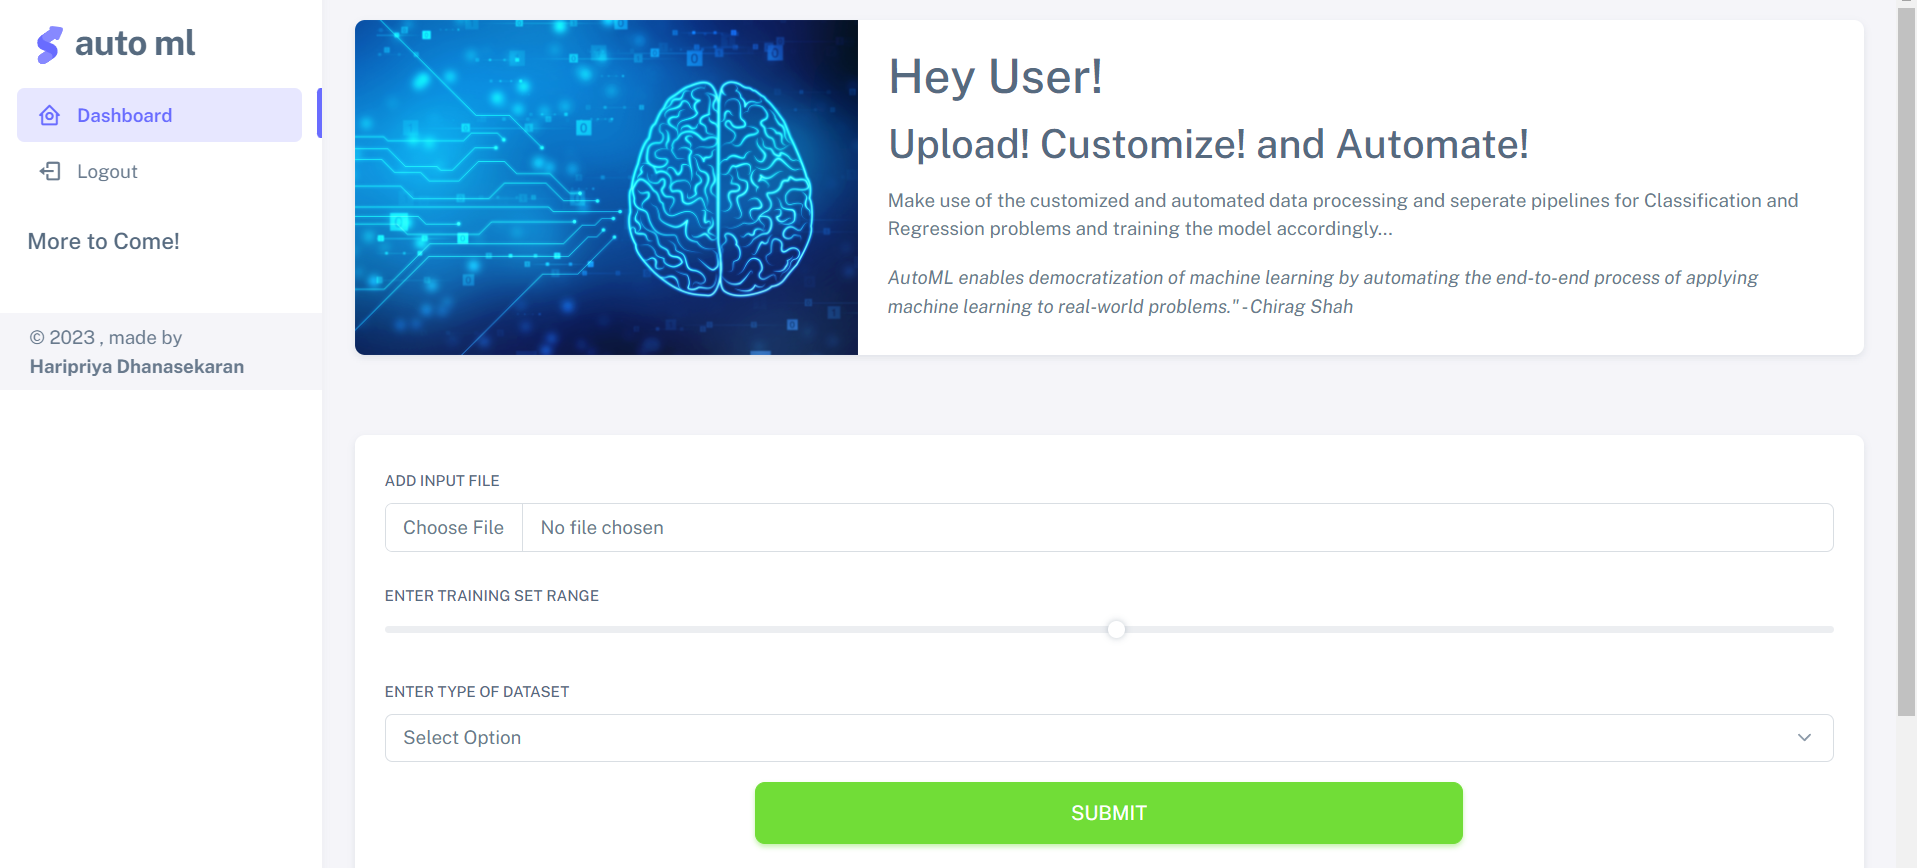 auto ml
Dashboard
Logout
More to Come!
© 2023 , made by
Haripriya Dhanasekaran
Hey User!
Upload! Customize! and Automate!
Make use of the customized and automated data processing and seperate pipelines for Classification and
Regression problems and training the model accordingly...
AutoML enables democratization of machine learning by automating the end-to-end process of applying
machine learning to real-world problems." - Chirag Shah
ADD INPUT FILE
Choose File No file chosen
ENTER TRAINING SET RANGE
ENTER TYPE OF DATASET
Select Option
SUBMIT